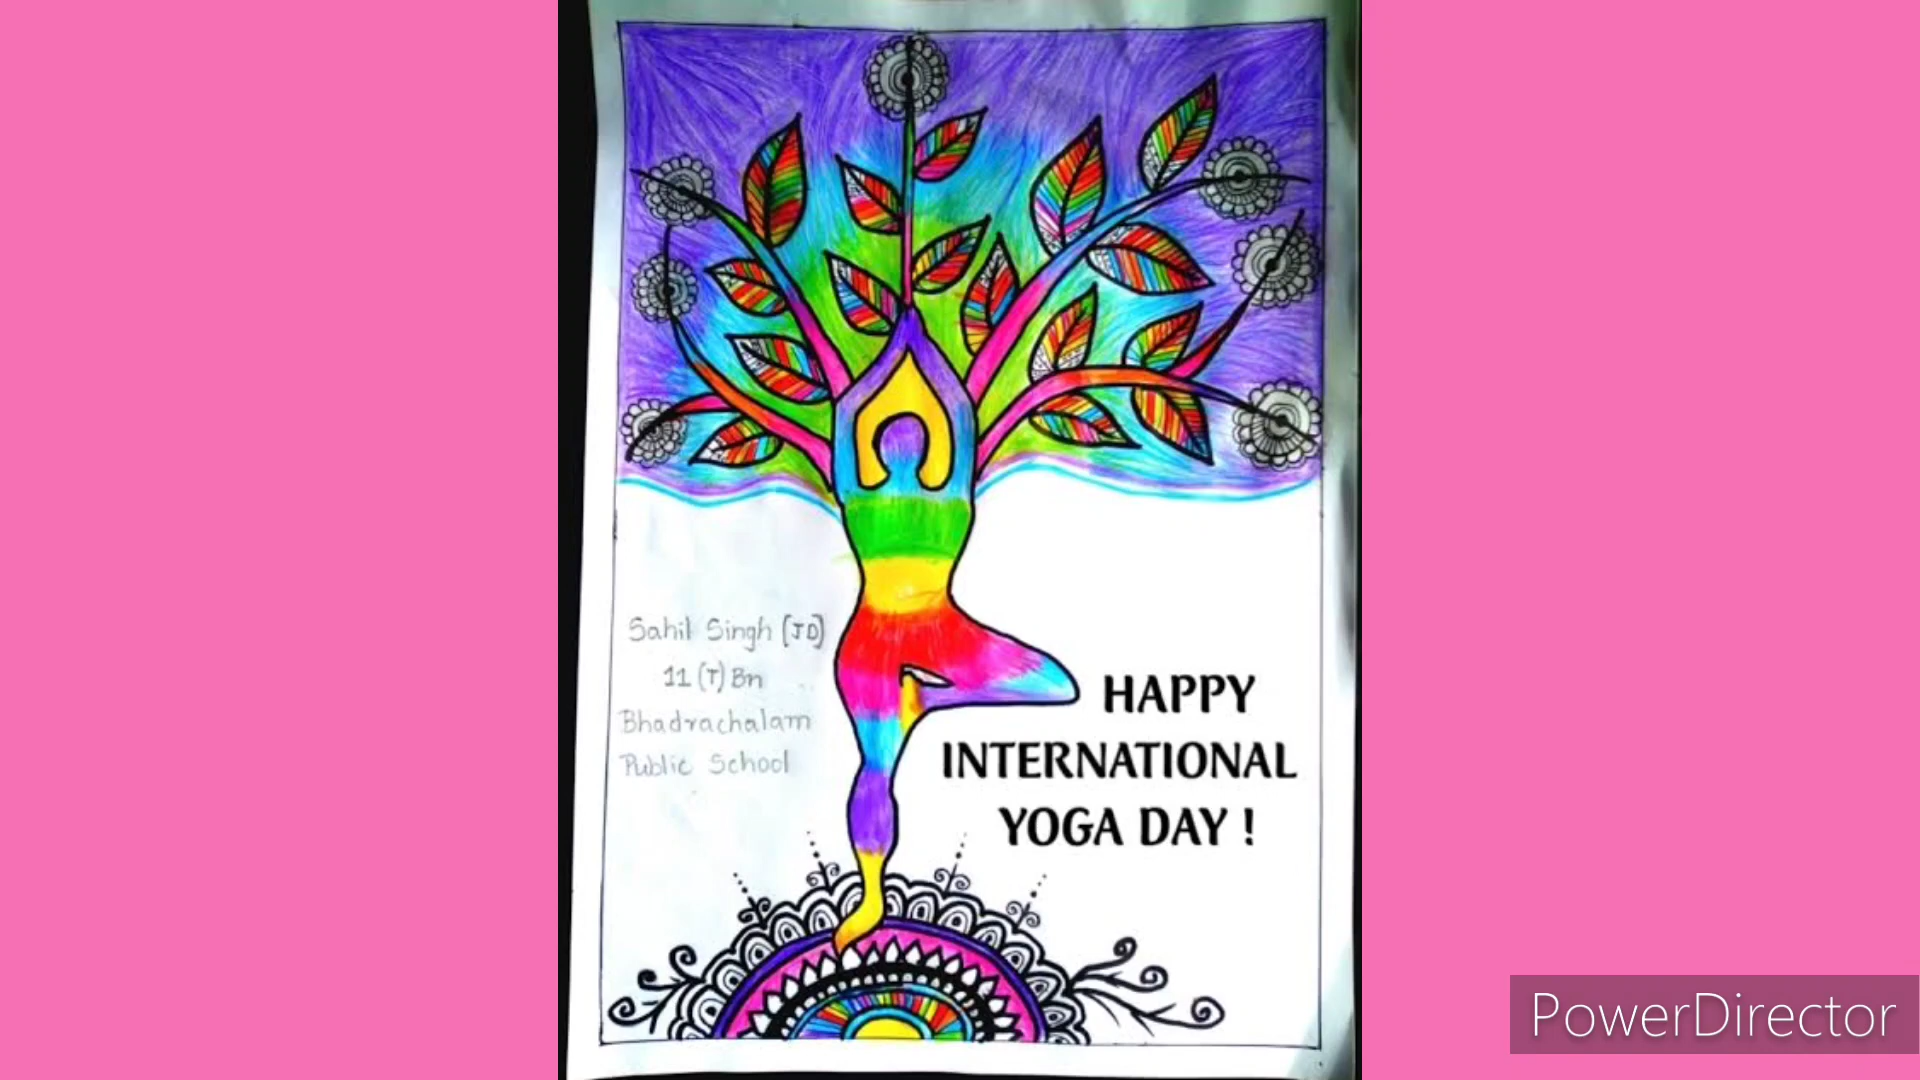 Sahil Singh (JD)
11 (T) Bn
Bhadrachalam
Public School
HAPPY
INTERNATIONAL
YOGA DAY !
PowerDirector